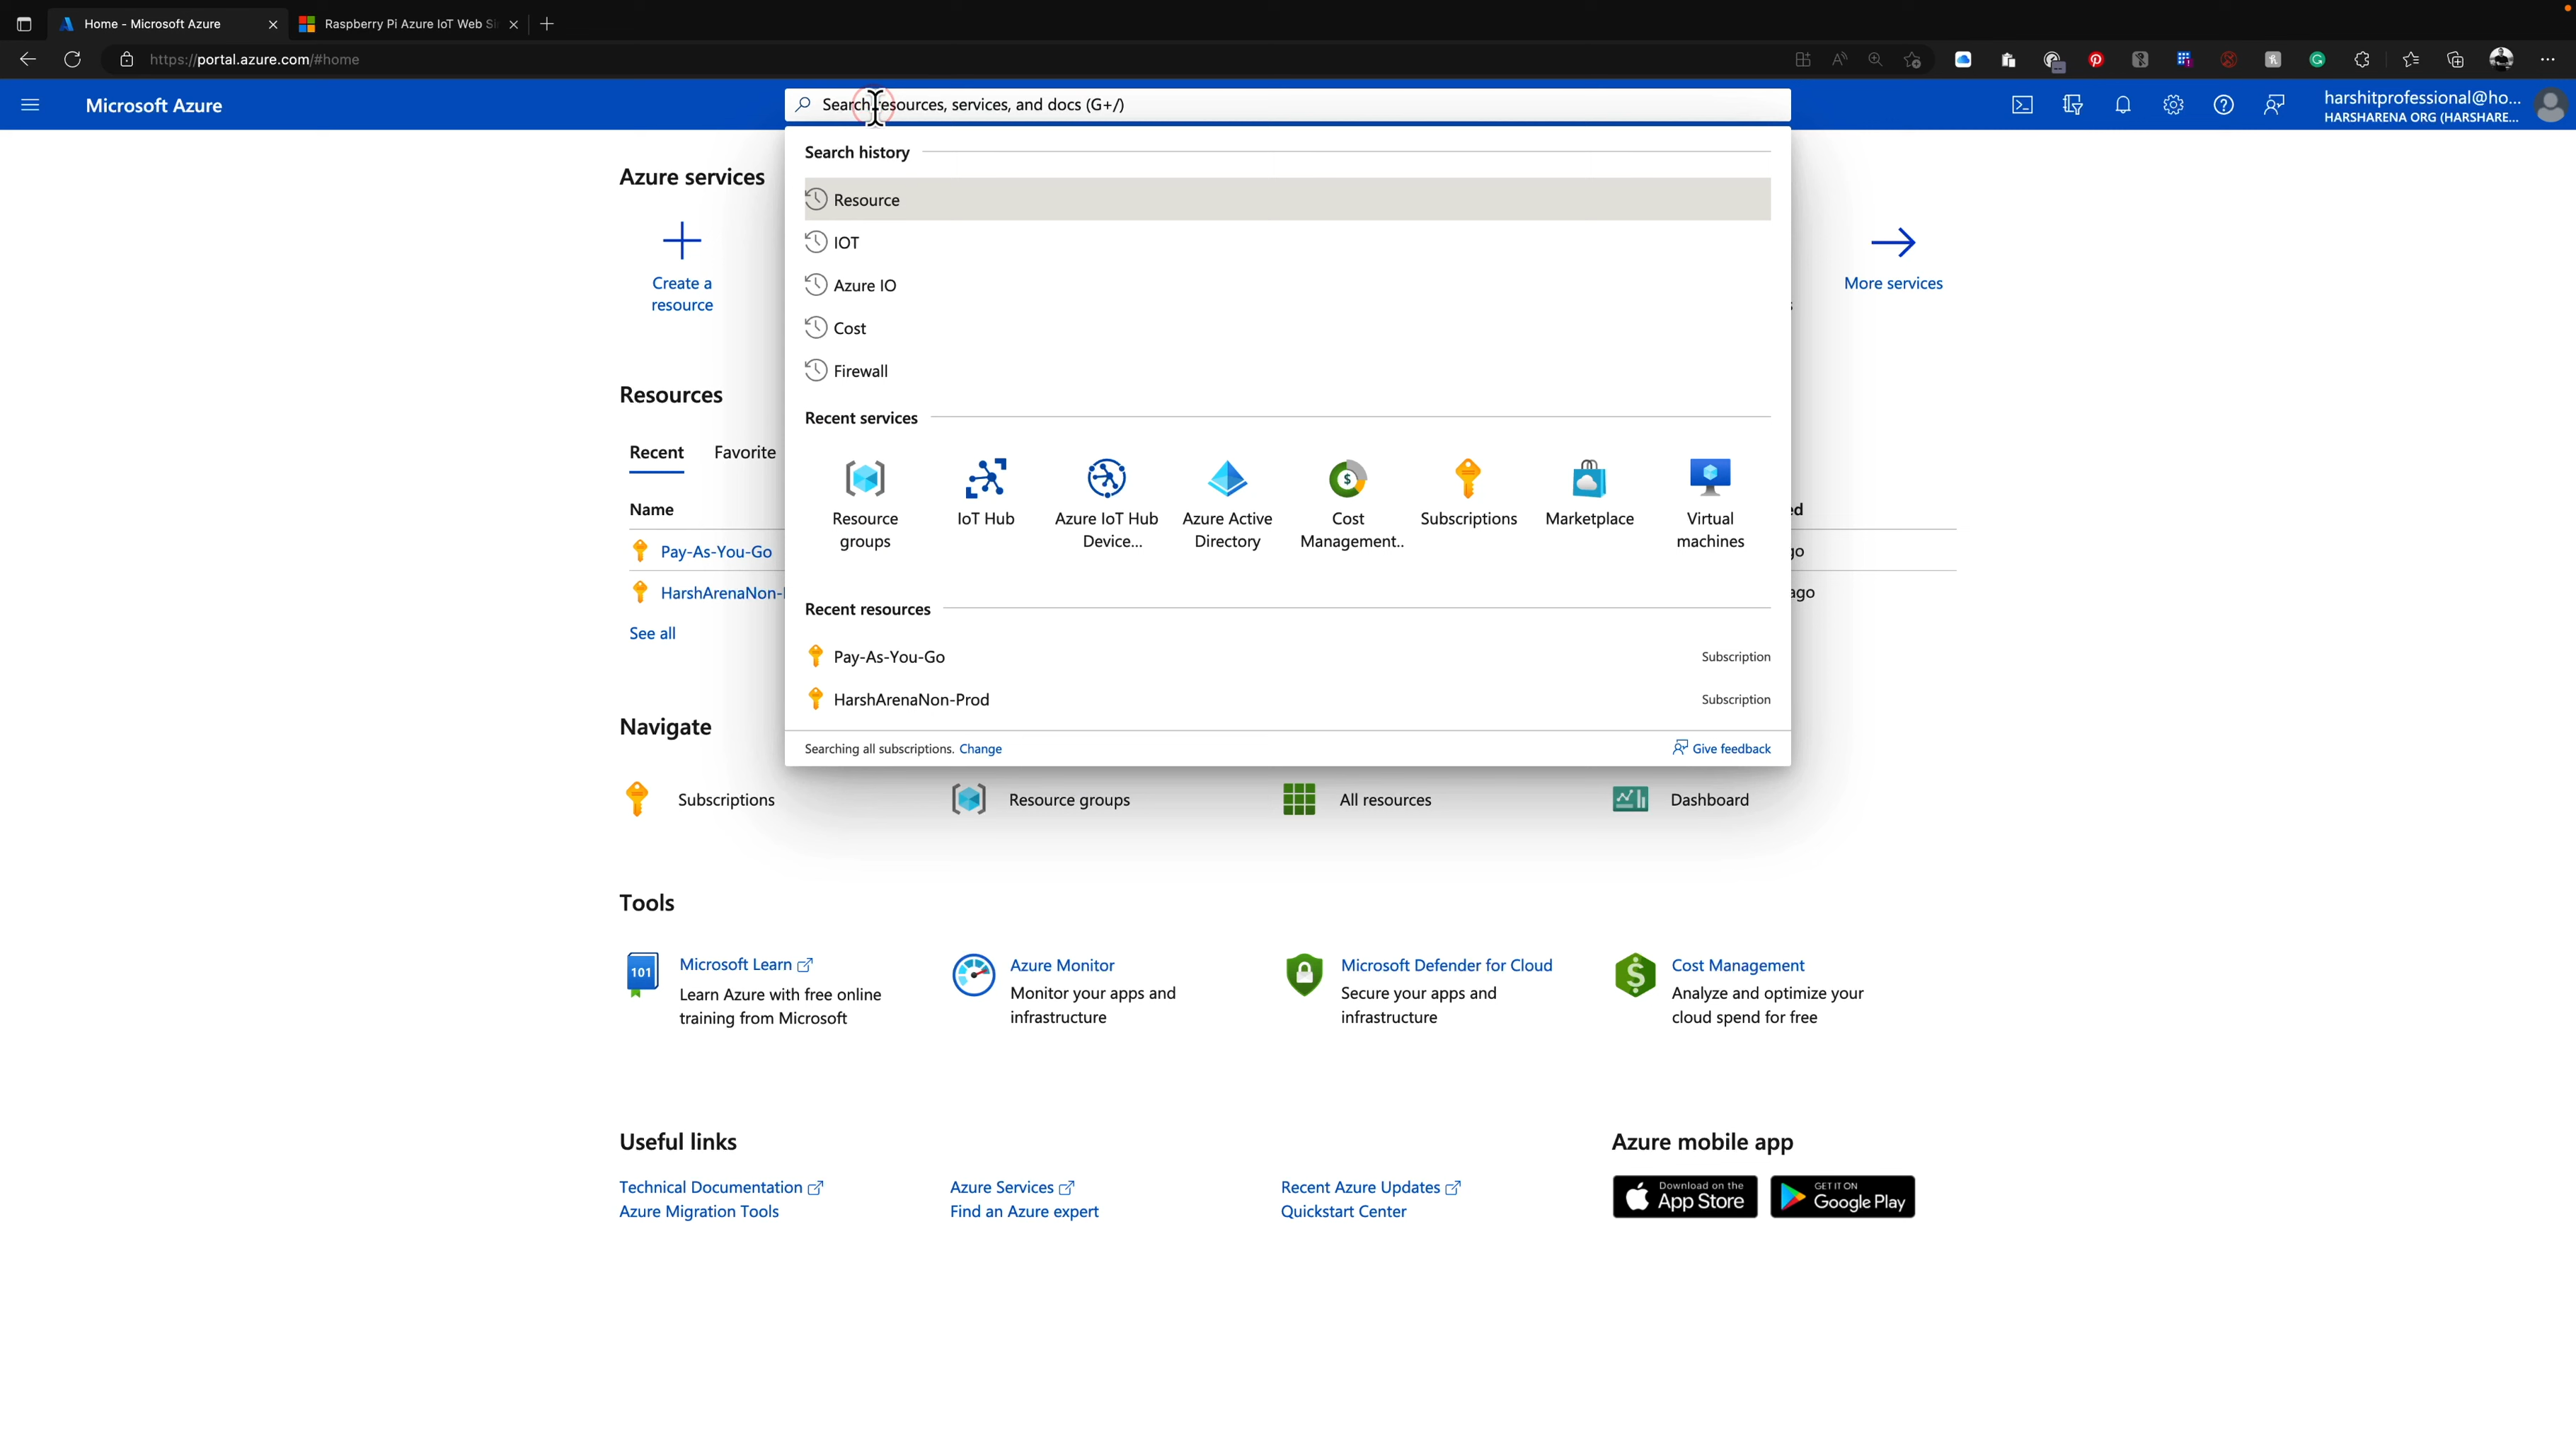 Home - Microsoft Azure
Raspberry Pi Azure IoT Web
https://portal.azure.com/#home
Microsoft Azure
Search resources, services, and docs (G+/)
harshitprofessional@ho...
HARSHARENA ORG (HARSHARE...
Search history
Resource
IOT
Azure IO
Cost
Firewall
Azure services
Create a
resource
More services
Recent services
Resource
groups
IoT Hub
Azure IoT Hub
Device...
Azure Active
Directory
Cost
Management..
Subscriptions
Marketplace
Virtual
machines
Resources
Recent
Favorite
Name
Pay-As-You-Go
HarshArenaNon-
ago
See all
Recent resources
Pay-As-You-Go
Subscription
HarshArenaNon-Prod
Subscription
Searching all subscriptions. Change
Give feedback
Navigate
Subscriptions
Resource groups
All resources
Dashboard
Tools
101
Microsoft Learn
Learn Azure with free online
training from Microsoft
Azure Monitor
Monitor your apps and
infrastructure
Microsoft Defender for Cloud
Secure your apps and
infrastructure
Cost Management
Analyze and optimize your
cloud spend for free
Useful links
Technical Documentation
Azure Migration Tools
Azure Services
Find an Azure expert
Recent Azure Updates
Quickstart Center
Azure mobile app
Download on the
App Store
GET IT ON
Google Play